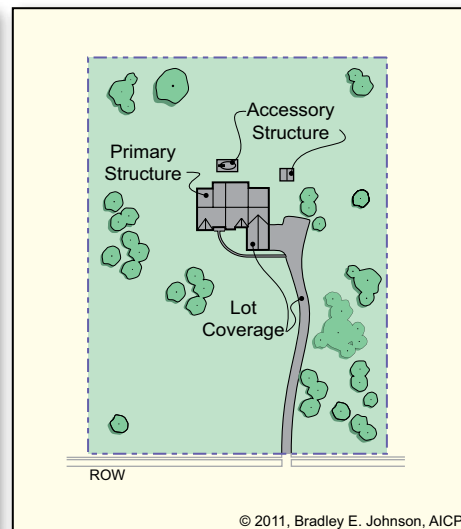 Accessory
Structure
Primary
Structure
Lot
Coverage
ROW
© 2011, Bradley E. Johnson, AICP